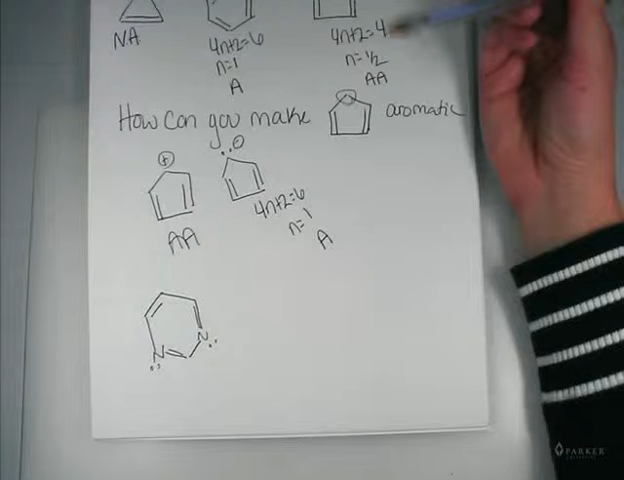 NA
4n+2=6
n=1
A
4n+2=4
n=1/2
AA
How can you make aromatic
+
AA
:⊖
4n+2=6
n=1
A
N:
N
:
PARKER